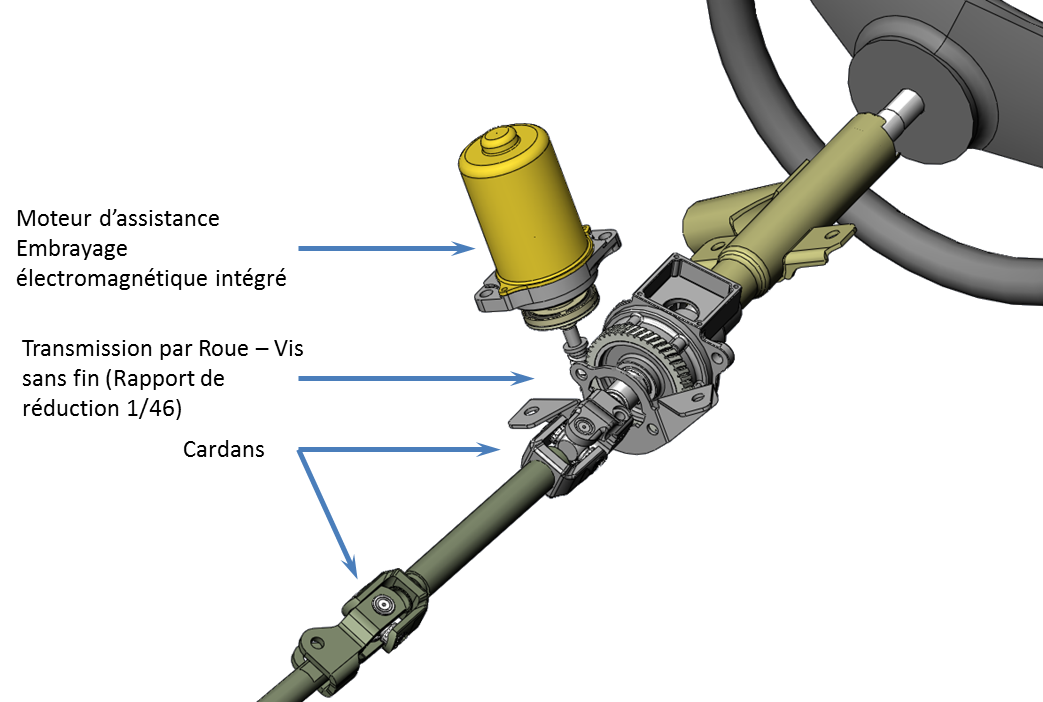 Moteur d’assistance
Embrayage
électromagnétique intégré
Transmission par Roue – Vis
sans fin (Rapport de
réduction 1/46)
Cardans